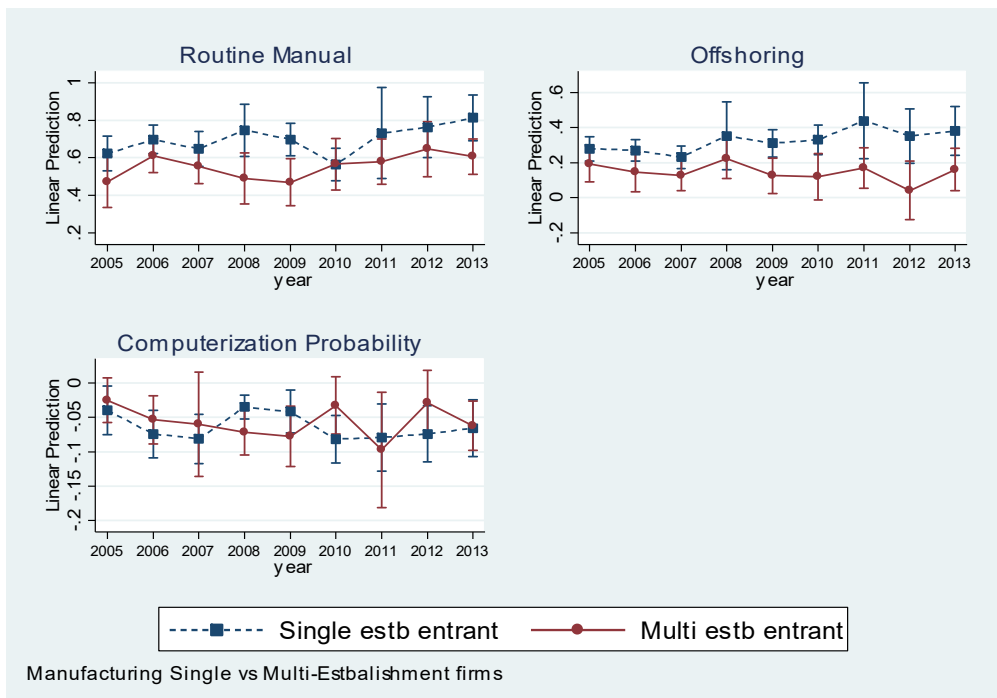 Routine Manual
Linear Prediction
.2 .4 .6 .8 1
2005 2006 2007 2008 2009 2010 2011 2012 2013
year
Offshoring
Linear Prediction
-.2 0 .2 .4 .6
2005 2006 2007 2008 2009 2010 2011 2012 2013
year
Computerization Probability
Linear Prediction
-.2 -.15 -.1 -.05 0
2005 2006 2007 2008 2009 2010 2011 2012 2013
year
Single estb entrant Multi estb entrant
Manufacturing Single vs Multi-Estbalishment firms